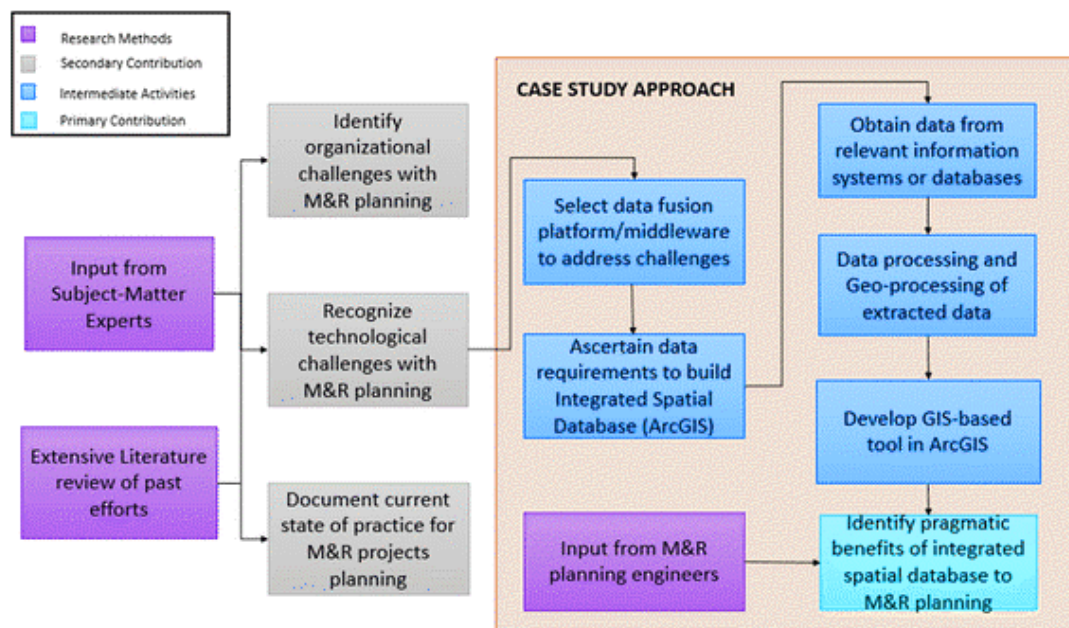 Research Methods
Secondary Contribution
Intermediate Activities
Primary Contribution
Identify
organizational
challenges with
M&R planning
Input from
Subject-Matter
Experts
Recognize
technological
challenges with
M&R planning
Extensive Literature
review of past
efforts
Document current
state of practice for
M&R projects
planning
CASE STUDY APPROACH
Select data fusion
platform/middleware
to address challenges
Ascertain data
requirements to build
Integrated Spatial
Database (ArcGIS)
Obtain data from
relevant information
systems or databases
Data processing and
Geo-processing of
extracted data
Develop GIS-based
tool in ArcGIS
Input from M&R
planning engineers
Identify pragmatic
benefits of integrated
spatial database to
M&R planning